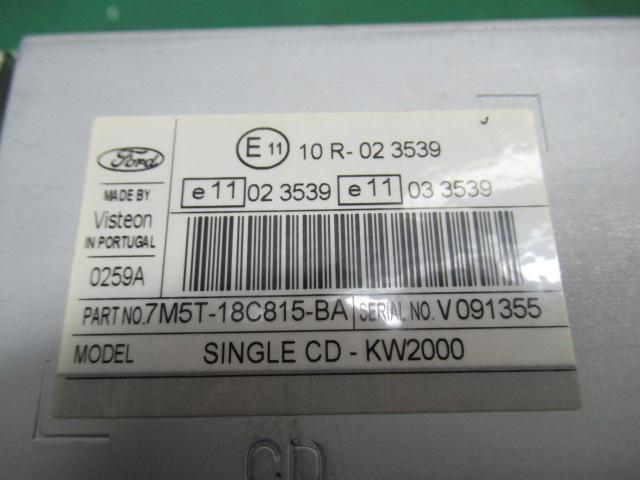 Ford
E 11 10 R- 02 3539
e 11 02 3539 e 11 03 3539
MADE BY
Visteon
IN PORTUGAL
0259A
PART NO. 7M5T-18C815-BA SERIAL NO. V 091355
MODEL SINGLE CD - KW2000
CD